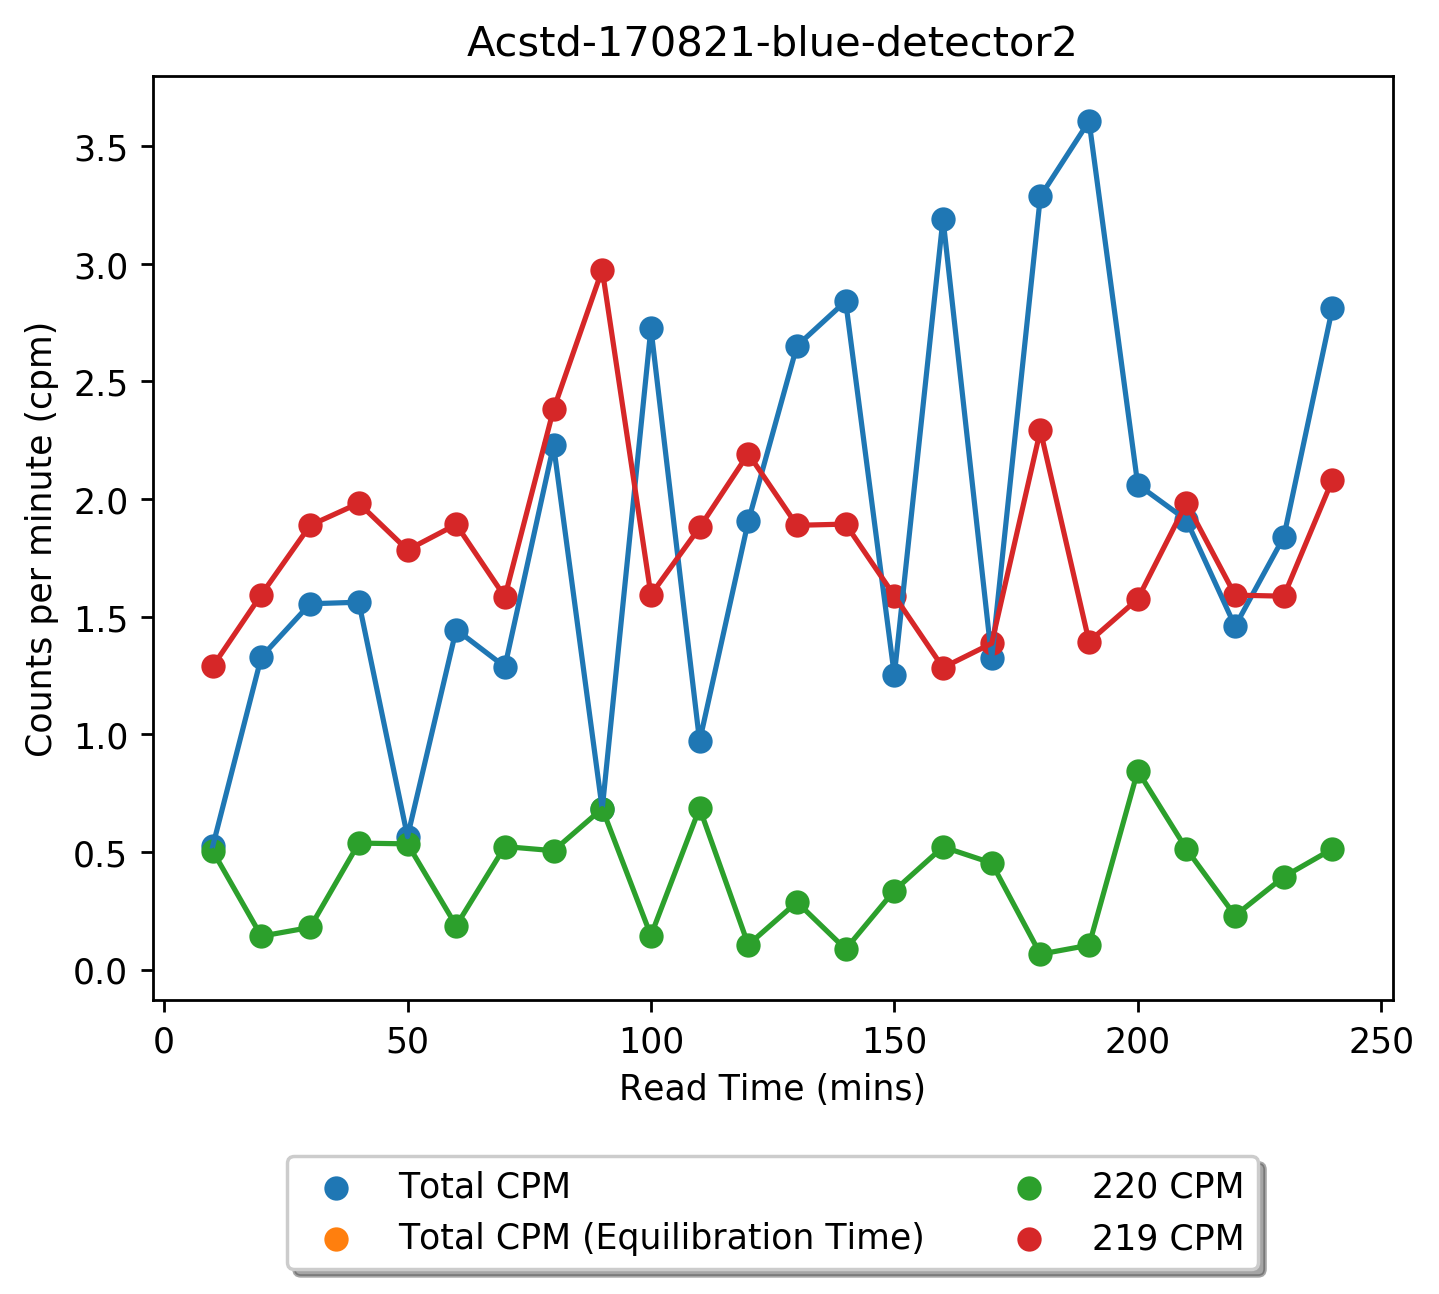 Acstd-170821-blue-detector2
Counts per minute (cpm)
3.5
3.0
2.5
2.0
1.5
1.0
0.5
0.0
0 50 100 150 200 250
Read Time (mins)
Total CPM
Total CPM (Equilibration Time)
220 CPM
219 CPM